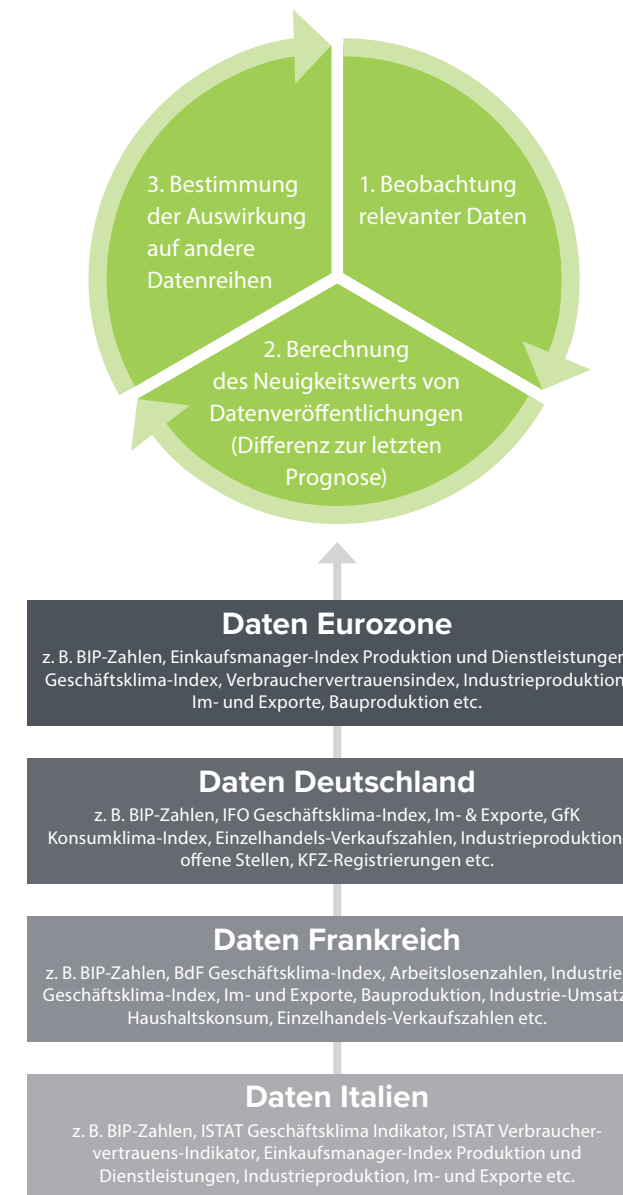 3. Bestimmung
der Auswirkung
auf andere
Datenreihen
1. Beobachtung
relevanter Daten
2. Berechnung
des Neuigkeitswerts von
Datenveröffentlichungen
(Differenz zur letzten
Prognose)
Daten Eurozone
z. B. BIP-Zahlen, Einkaufsmanager-Index Produktion und Dienstleistungen
Geschäftsklima-Index, Verbrauchervertrauensindex, Industrieproduktion
Im- und Exporte, Bauproduktion etc.
Daten Deutschland
z. B. BIP-Zahlen, IFO Geschäftsklima-Index, Im- & Exporte, GfK
Konsumklima-Index, Einzelhandels-Verkaufszahlen, Industrieproduktion
offene Stellen, KFZ-Registrierungen etc.
Daten Frankreich
z. B. BIP-Zahlen, BdF Geschäftsklima-Index, Arbeitslosenzahlen, Industrie
Geschäftsklima-Index, Im- und Exporte, Bauproduktion, Industrie-Umsatz
Haushaltskonsum, Einzelhandels-Verkaufszahlen etc.
Daten Italien
z. B. BIP-Zahlen, ISTAT Geschäftsklima Indikator, ISTAT Verbraucher-
vertrauens-Indikator, Einkaufsmanager-Index Produktion und
Dienstleistungen, Industrieproduktion, Im- und Exporte etc.